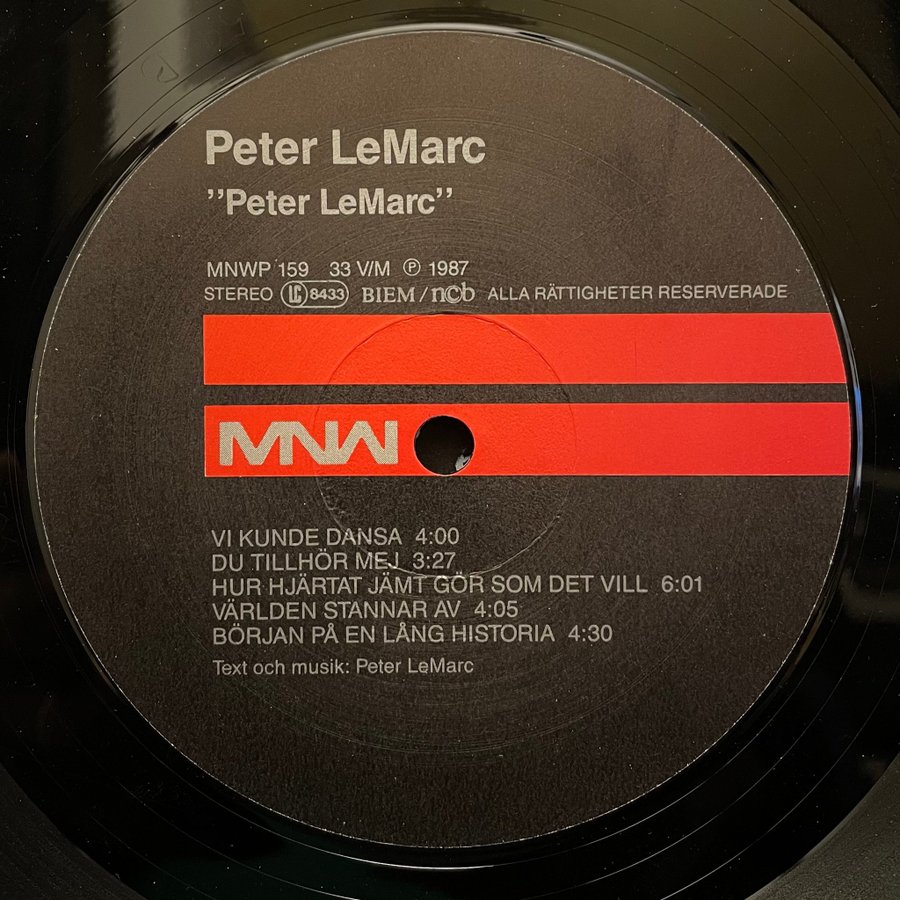 Peter LeMarc
”Peter LeMarc”
MNWP 159 33 V/M ℗ 1987
STEREO LC 8433 BIEM/ncb ALLA RÄTTIGHETER RESERVERADE
MNW
VI KUNDE DANSA 4:00
DU TILLHÖR MEJ 3:27
HUR HJÄRTAT JÄMT GÖR SOM DET VILL 6:01
VÄRLDEN STANNAR AV 4:05
BÖRJAN PÅ EN LÅNG HISTORIA 4:30
Text och musik: Peter LeMarc